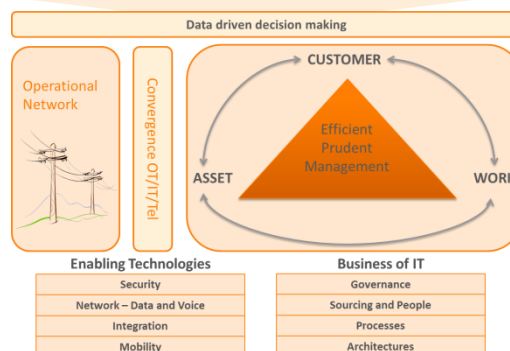 Data driven decision making
Operational
Network
Convergence OT/IT/Tel
CUSTOMER
Efficient
Prudent
Management
ASSET
WORK
Enabling Technologies
Security
Network – Data and Voice
Integration
Mobility
Business of IT
Governance
Sourcing and People
Processes
Architectures